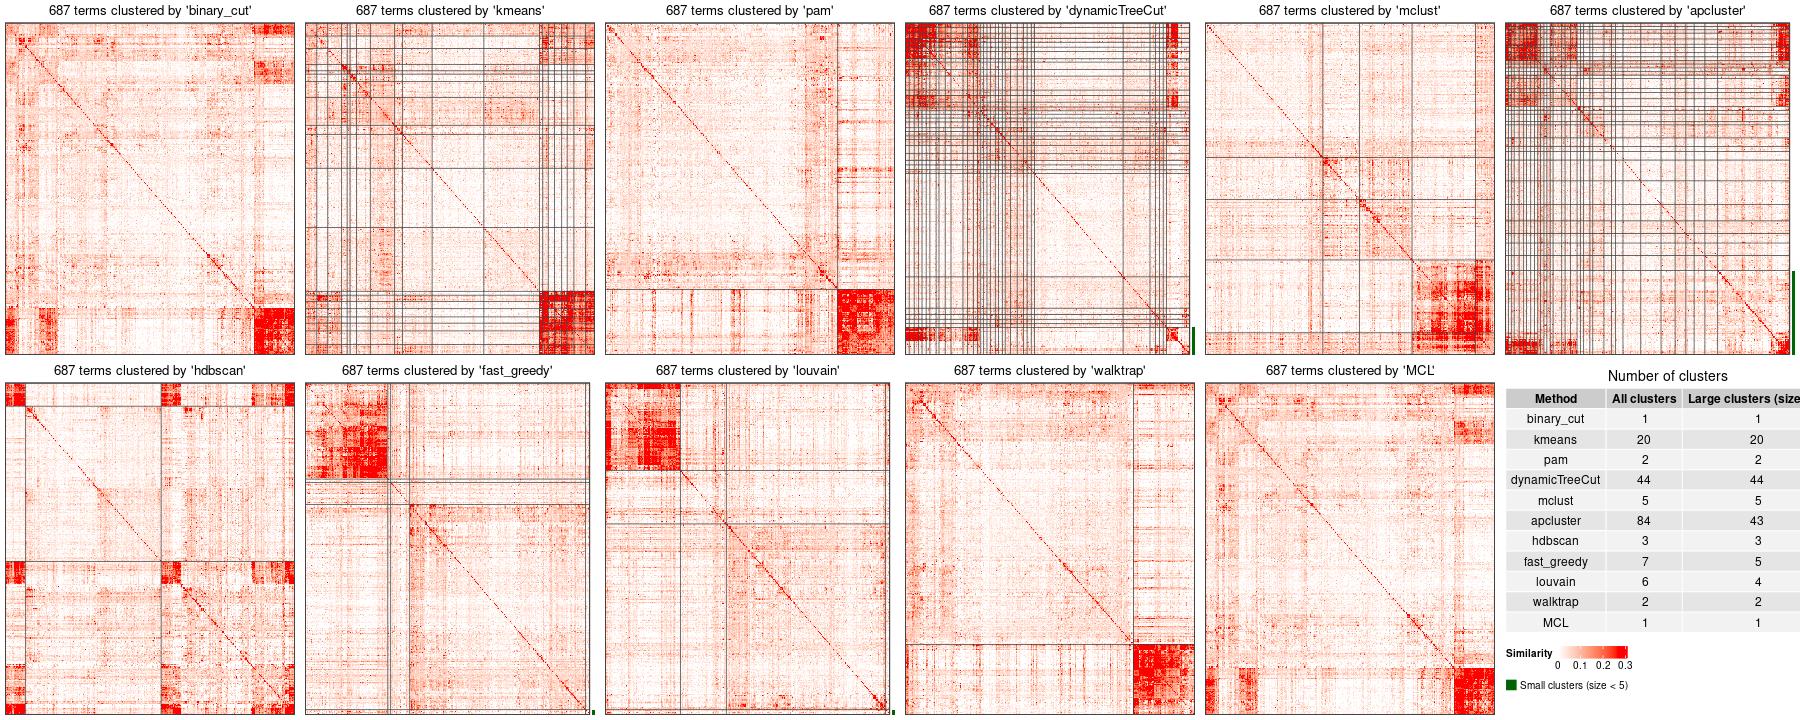 687 terms clustered by 'binary_cut'
687 terms clustered by 'kmeans'
687 terms clustered by 'pam'
687 terms clustered by 'dynamicTreeCut'
687 terms clustered by 'mclust'
687 terms clustered by 'apcluster'
687 terms clustered by 'hdbscan'
687 terms clustered by 'fast_greedy'
687 terms clustered by 'louvain'
687 terms clustered by 'walktrap'
687 terms clustered by 'MCL'
Number of clusters
Method All clusters Large clusters (size
binary_cut 1 1
kmeans 20 20
pam 2 2
dynamicTreeCut 44 44
mclust 5 5
apcluster 84 43
hdbscan 3 3
fast_greedy 7 5
louvain 6 4
walktrap 2 2
MCL 1 1
Similarity
0 0.1 0.2 0.3
Small clusters (size < 5)